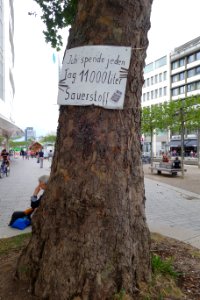 Ich spende jeden
Tag 11000 liter
Sauerstoff